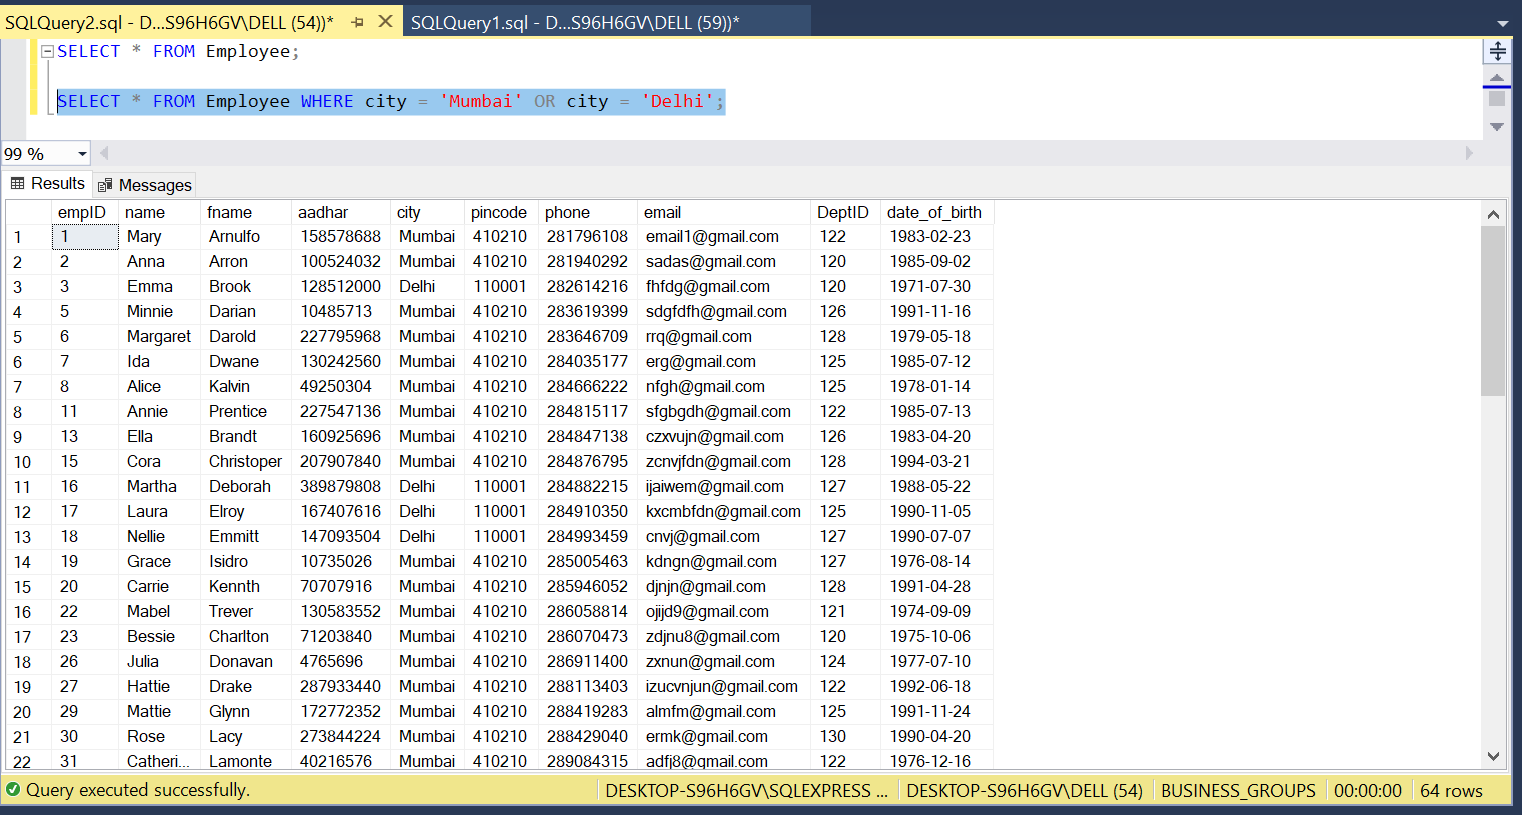 SQLQuery2.sql - D...S96H6GV\DELL (54))* SQLQuery1.sql - D...S96H6GV\DELL (59))*
SELECT * FROM Employee;
SELECT * FROM Employee WHERE city = 'Mumbai' OR city = 'Delhi';
99 %
Results Messages
empID name fname aadhar city pincode phone email DeptID date_of_birth
1 1 Mary Arnulfo 158578688 Mumbai 410210 281796108 email1@gmail.com 122 1983-02-23
2 2 Anna Arron 100524032 Mumbai 410210 281940292 sadas@gmail.com 120 1985-09-02
3 3 Emma Brook 128512000 Delhi 110001 282614216 fhfdg@gmail.com 120 1971-07-30
4 5 Minnie Darian 10485713 Mumbai 410210 283619399 sdgfdfh@gmail.com 126 1991-11-16
5 6 Margaret Darold 227795968 Mumbai 410210 283646709 rrq@gmail.com 128 1979-05-18
6 7 Ida Dwane 130242560 Mumbai 410210 284035177 erg@gmail.com 125 1985-07-12
7 8 Alice Kalvin 49250304 Mumbai 410210 284666222 nfgh@gmail.com 125 1978-01-14
8 11 Annie Prentice 227547136 Mumbai 410210 284815117 sfgbgdh@gmail.com 122 1985-07-13
9 13 Ella Brandt 160925696 Mumbai 410210 284847138 czxvujn@gmail.com 126 1983-04-20
10 15 Cora Christoper 207907840 Mumbai 410210 284876795 zcnvjfdn@gmail.com 128 1994-03-21
11 16 Martha Deborah 389879808 Delhi 110001 284882215 ijaiwem@gmail.com 127 1988-05-22
12 17 Laura Elroy 167407616 Delhi 110001 284910350 kxcmbfdn@gmail.com 125 1990-11-05
13 18 Nellie Emmitt 147093504 Delhi 110001 284993459 cnvj@gmail.com 127 1990-07-07
14 19 Grace Isidro 10735026 Mumbai 410210 285005463 kdngn@gmail.com 127 1976-08-14
15 20 Carrie Kennth 70707916 Mumbai 410210 285946052 djnjn@gmail.com 128 1991-04-28
16 22 Mabel Trever 130583552 Mumbai 410210 286058814 ojijd9@gmail.com 121 1974-09-09
17 23 Bessie Charlton 71203840 Mumbai 410210 286070473 zdjnu8@gmail.com 120 1975-10-06
18 26 Julia Donavan 4765696 Mumbai 410210 286911400 zxnun@gmail.com 124 1977-07-10
19 27 Hattie Drake 287933440 Mumbai 410210 288113403 izucvnjun@gmail.com 122 1992-06-18
20 29 Mattie Glynn 172772352 Mumbai 410210 288419283 almfm@gmail.com 125 1991-11-24
21 30 Rose Lacy 273844224 Mumbai 410210 288429040 ermk@gmail.com 130 1990-04-20
22 31 Catheri... Lamonte 40216576 Mumbai 410210 289084315 adfj8@gmail.com 122 1976-12-16
Query executed successfully. DESKTOP-S96H6GV\SQLEXPRESS ... DESKTOP-S96H6GV\DELL (54) BUSINESS_GROUPS 00:00:00 64 rows